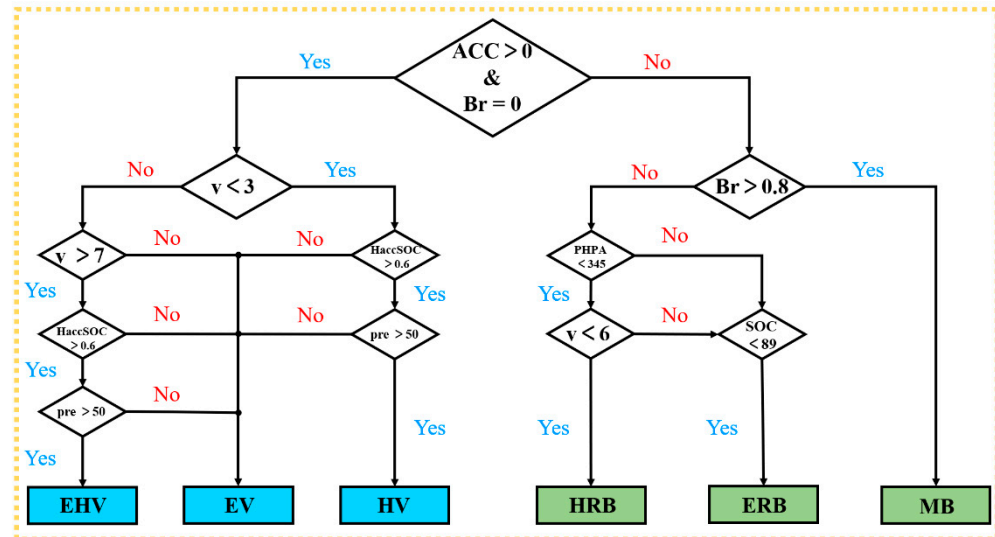 ACC > 0
&
Br = 0
Yes
No
v < 3
No
Yes
Br > 0.8
No
Yes
v > 7
No
No
HaccSOC
> 0.6
PHPA
< 345
No
Yes
Yes
Yes
HaccSOC
> 0.6
No
No
pre > 50
v < 6
No
SOC
< 89
Yes
pre > 50
No
Yes
Yes
Yes
Yes
EHV
EV
HV
HRB
ERB
MB